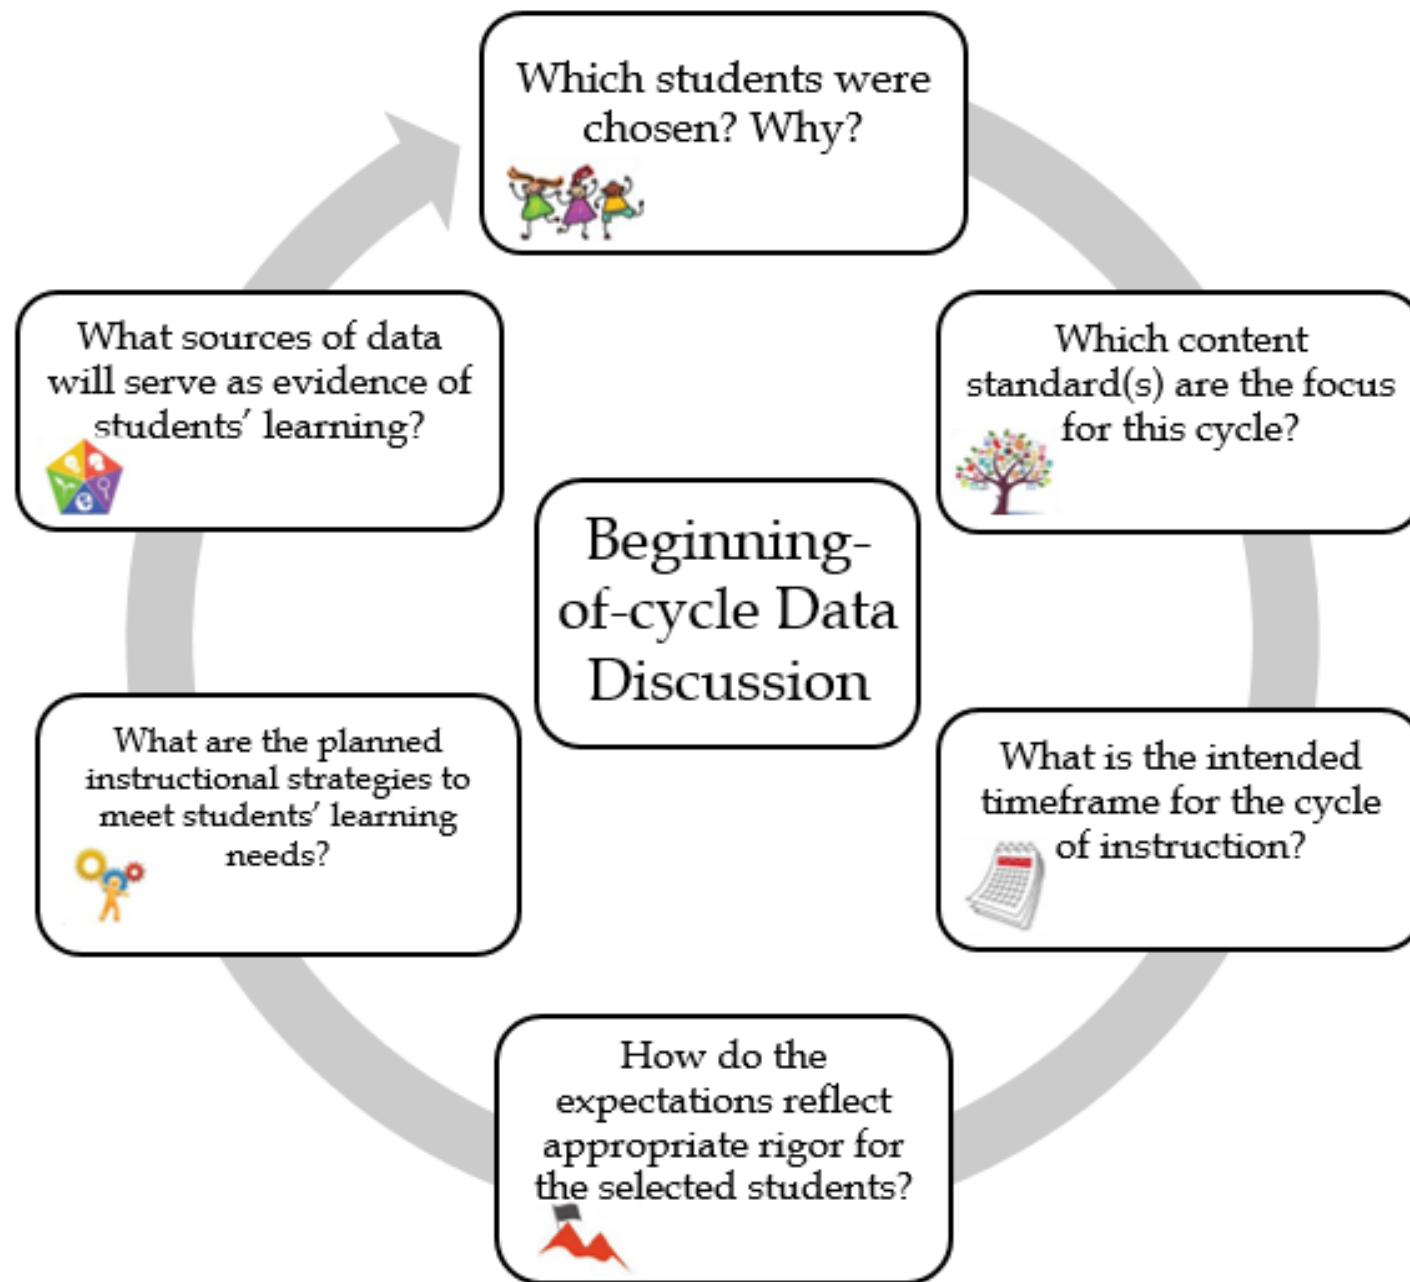 Which students were
chosen? Why?
Which content
standard(s) are the focus
for this cycle?
What is the intended
timeframe for the cycle
of instruction?
How do the
expectations reflect
appropriate rigor for
the selected students?
What are the planned
instructional strategies to
meet students’ learning
needs?
What sources of data
will serve as evidence of
students’ learning?
Beginning-
of-cycle Data
Discussion